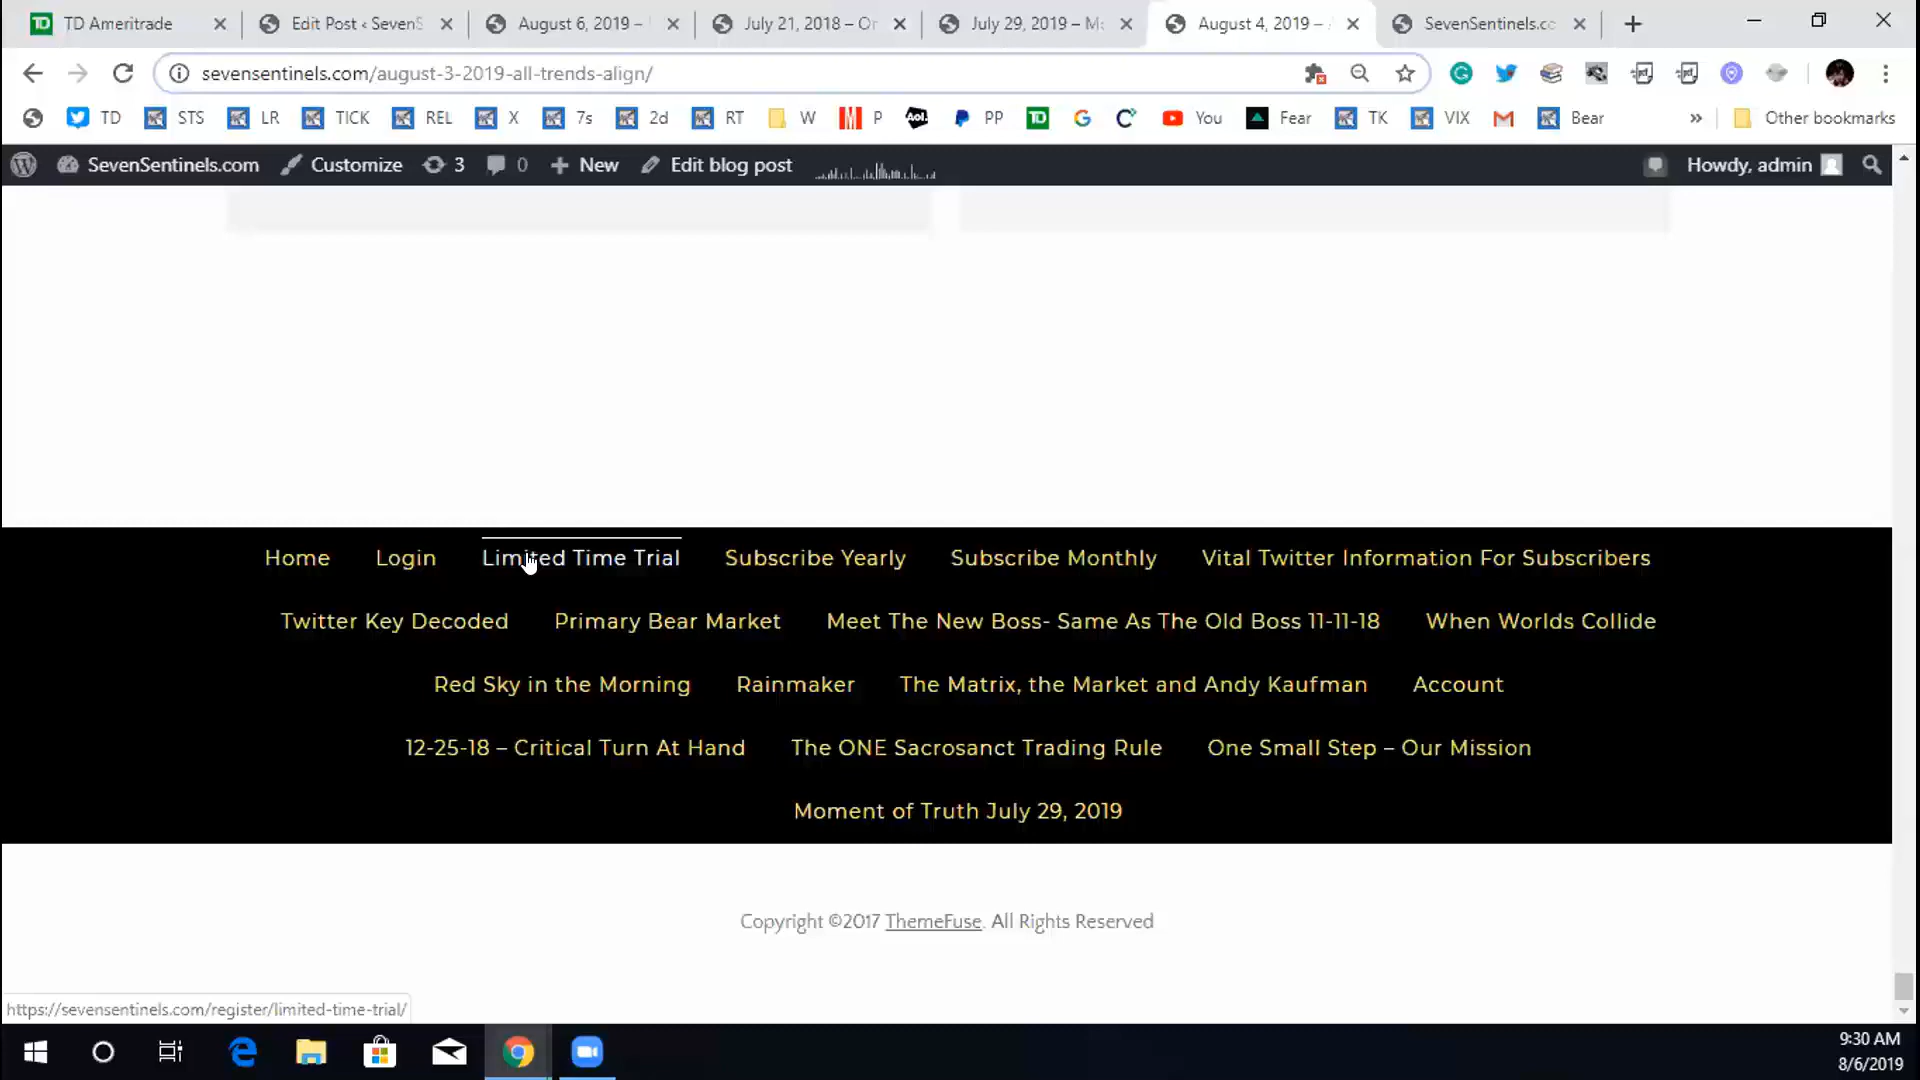 TD Ameritrade
Edit Post ‹ Seven
August 6, 2019 –
July 21, 2018 – Or
July 29, 2019 – M
August 4, 2019 –
SevenSentinels.co
sevensentinels.com/august-3-2019-all-trends-align/
TD STS LR TICK REL X 7s 2d RT W P Aol. PP TD G You Fear TK VIX Bear » Other bookmarks
SevenSentinels.com Customize 3 0 New Edit blog post Howdy, admin
Home Login Limited Time Trial Subscribe Yearly Subscribe Monthly Vital Twitter Information For Subscribers
Twitter Key Decoded Primary Bear Market Meet The New Boss- Same As The Old Boss 11-11-18 When Worlds Collide
Red Sky in the Morning Rainmaker The Matrix, the Market and Andy Kaufman Account
12-25-18 – Critical Turn At Hand The ONE Sacrosanct Trading Rule One Small Step – Our Mission
Moment of Truth July 29, 2019
Copyright ©2017 ThemeFuse. All Rights Reserved
https://sevensentinels.com/register/limited-time-trial/
9:30 AM
8/6/2019